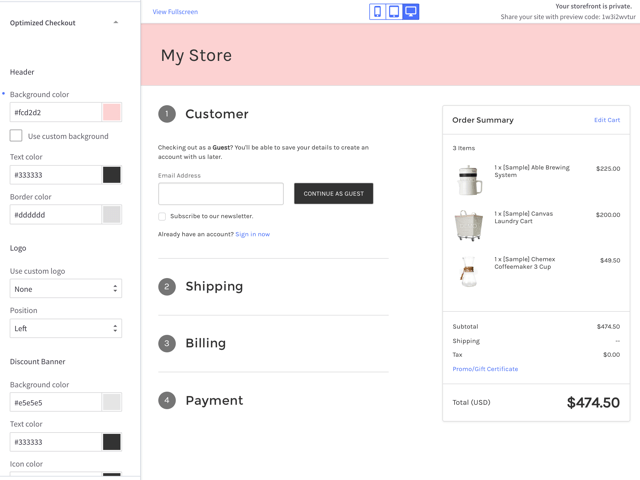 Optimized Checkout
Header
Background color
#fcd2d2
Use custom background
Text color
#333333
Border color
#dddddd
Logo
Use custom logo
None
Position
Left
Discount Banner
Background color
#e5e5e5
Text color
#333333
Icon color
View Fullscreen
Your storefront is private.
Share your site with preview code: 1w3i2wvtur
My Store
1 Customer
Checking out as a Guest? You'll be able to save your details to create an
account with us later.
Email Address
CONTINUE AS GUEST
Subscribe to our newsletter.
Already have an account? Sign in now
2 Shipping
3 Billing
4 Payment
Order Summary Edit Cart
3 Items
1 x [Sample] Able Brewing $225.00
System
1 x [Sample] Canvas $200.00
Laundry Cart
1 x [Sample] Chemex $49.50
Coffeemaker 3 Cup
Subtotal $474.50
Shipping --
Tax $0.00
Promo/Gift Certificate
Total (USD) $474.50